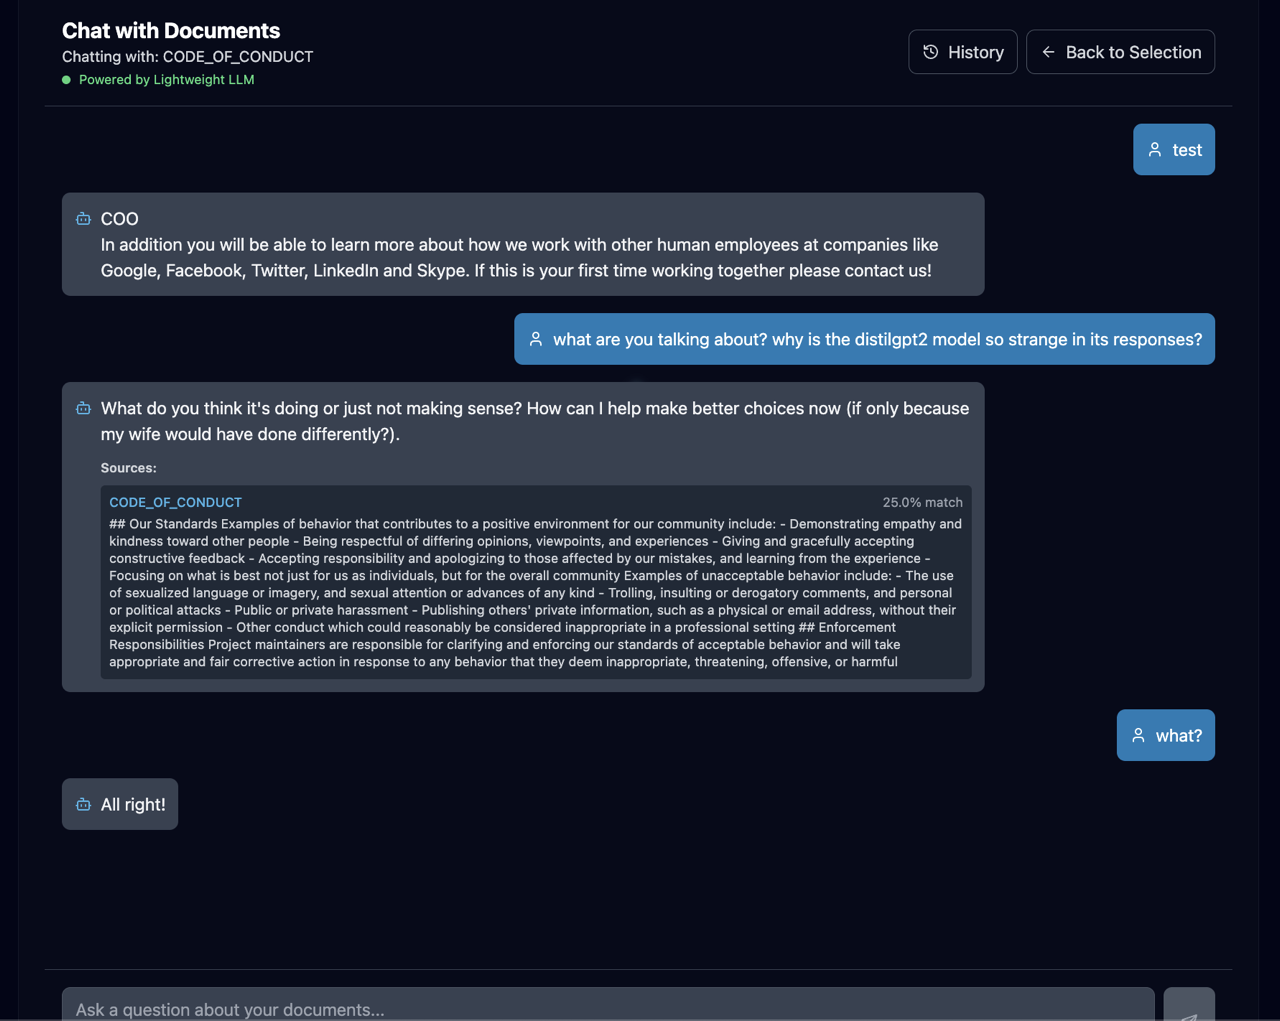 Chat with Documents
Chatting with: CODE_OF_CONDUCT
Powered by Lightweight LLM
History
Back to Selection
test
COO
In addition you will be able to learn more about how we work with other human employees at companies like
Google, Facebook, Twitter, LinkedIn and Skype. If this is your first time working together please contact us!
what are you talking about? why is the distilgpt2 model so strange in its responses?
What do you think it's doing or just not making sense? How can I help make better choices now (if only because
my wife would have done differently?).
Sources:
CODE_OF_CONDUCT
25.0% match
## Our Standards Examples of behavior that contributes to a positive environment for our community include: - Demonstrating empathy and
kindness toward other people - Being respectful of differing opinions, viewpoints, and experiences - Giving and gracefully accepting
constructive feedback - Accepting responsibility and apologizing to those affected by our mistakes, and learning from the experience -
Focusing on what is best not just for us as individuals, but for the overall community Examples of unacceptable behavior include: - The use
of sexualized language or imagery, and sexual attention or advances of any kind - Trolling, insulting or derogatory comments, and personal
or political attacks - Public or private harassment - Publishing others' private information, such as a physical or email address, without their
explicit permission - Other conduct which could reasonably be considered inappropriate in a professional setting ## Enforcement
Responsibilities Project maintainers are responsible for clarifying and enforcing our standards of acceptable behavior and will take
appropriate and fair corrective action in response to any behavior that they deem inappropriate, threatening, offensive, or harmful
what?
All right!
Ask a question about your documents...